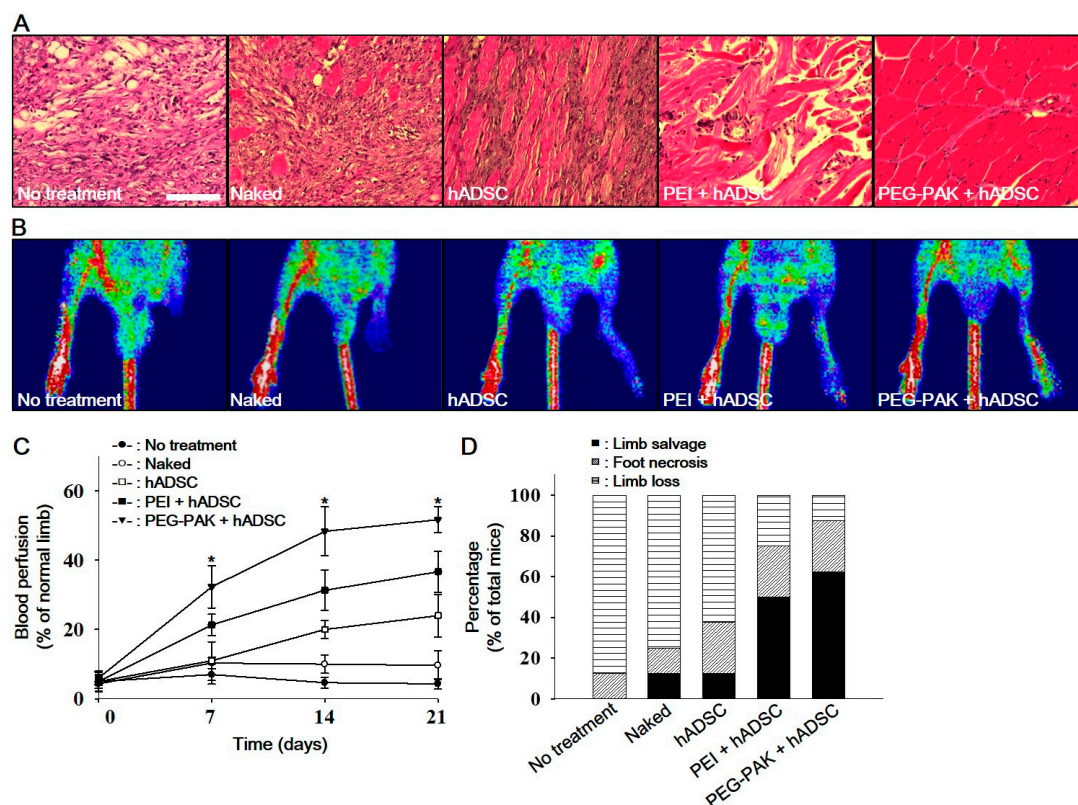 A
No treatment
Naked
hADSC
PEI + hADSC
PEG-PAK + hADSC
B
No treatment
Naked
hADSC
PEI + hADSC
PEG-PAK + hADSC
C
: No treatment
: Naked
: hADSC
: PEI + hADSC
: PEG-PAK + hADSC
Blood perfusion
(% of normal limb)
60
40
20
0
*
*
*
0 7 14 21
Time (days)
D
: Limb salvage
: Foot necrosis
: Limb loss
Percentage
(% of total mice)
100
80
60
40
20
0
No treatment
Naked
hADSC
PEI + hADSC
PEG-PAK + hADSC